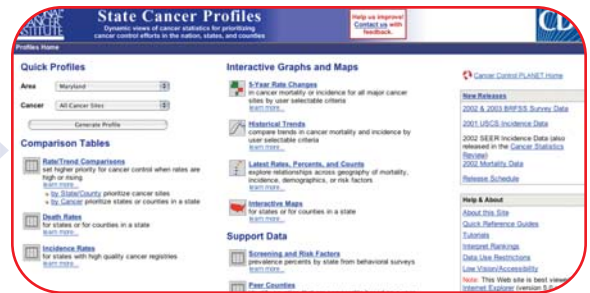 NATIONAL
CANCER
INSTITUTE
State Cancer Profiles
Dynamic views of cancer statistics for prioritizing
cancer control efforts in the nation, states, and counties
Help us improve!
Contact us with
feedback.
CD
Profiles Home
Quick Profiles
Area Maryland
Cancer All Cancer Sites
Generate Profile
Comparison Tables
Rate/Trend Comparisons
set higher priority for cancer control when rates are
high or rising
learn more...
by State/County prioritize cancer sites
by Cancer prioritize states or counties in a state
Death Rates
for states or for counties in a state
learn more...
Incidence Rates
for states with high quality cancer registries
learn more...
Interactive Graphs and Maps
5-Year Rate Changes
in cancer mortality or incidence for all major cancer
sites by user selectable criteria
learn more...
Historical Trends
compare trends in cancer mortality and incidence by
user selectable criteria
learn more...
Latest Rates, Percents, and Counts
explore relationships across geography of mortality,
incidence, demographics, or risk factors
learn more...
Interactive Maps
for states or for counties in a state
learn more...
Support Data
Screening and Risk Factors
prevalence percents by state from behavioral surveys
learn more...
Peer Counties
Cancer Control PLANET Home
New Releases
2002 & 2003 BRFSS Survey Data
2001 USCS Incidence Data
2002 SEER Incidence Data (also
released in the Cancer Statistics
Review)
2002 Mortality Data
Release Schedule
Help & About
About this Site
Quick Reference Guides
Tutorials
Interpret Rankings
Data Use Restrictions
Low Vision/Accessibility
Note: This Web site is best viewe
Internet Explorer (version 5.